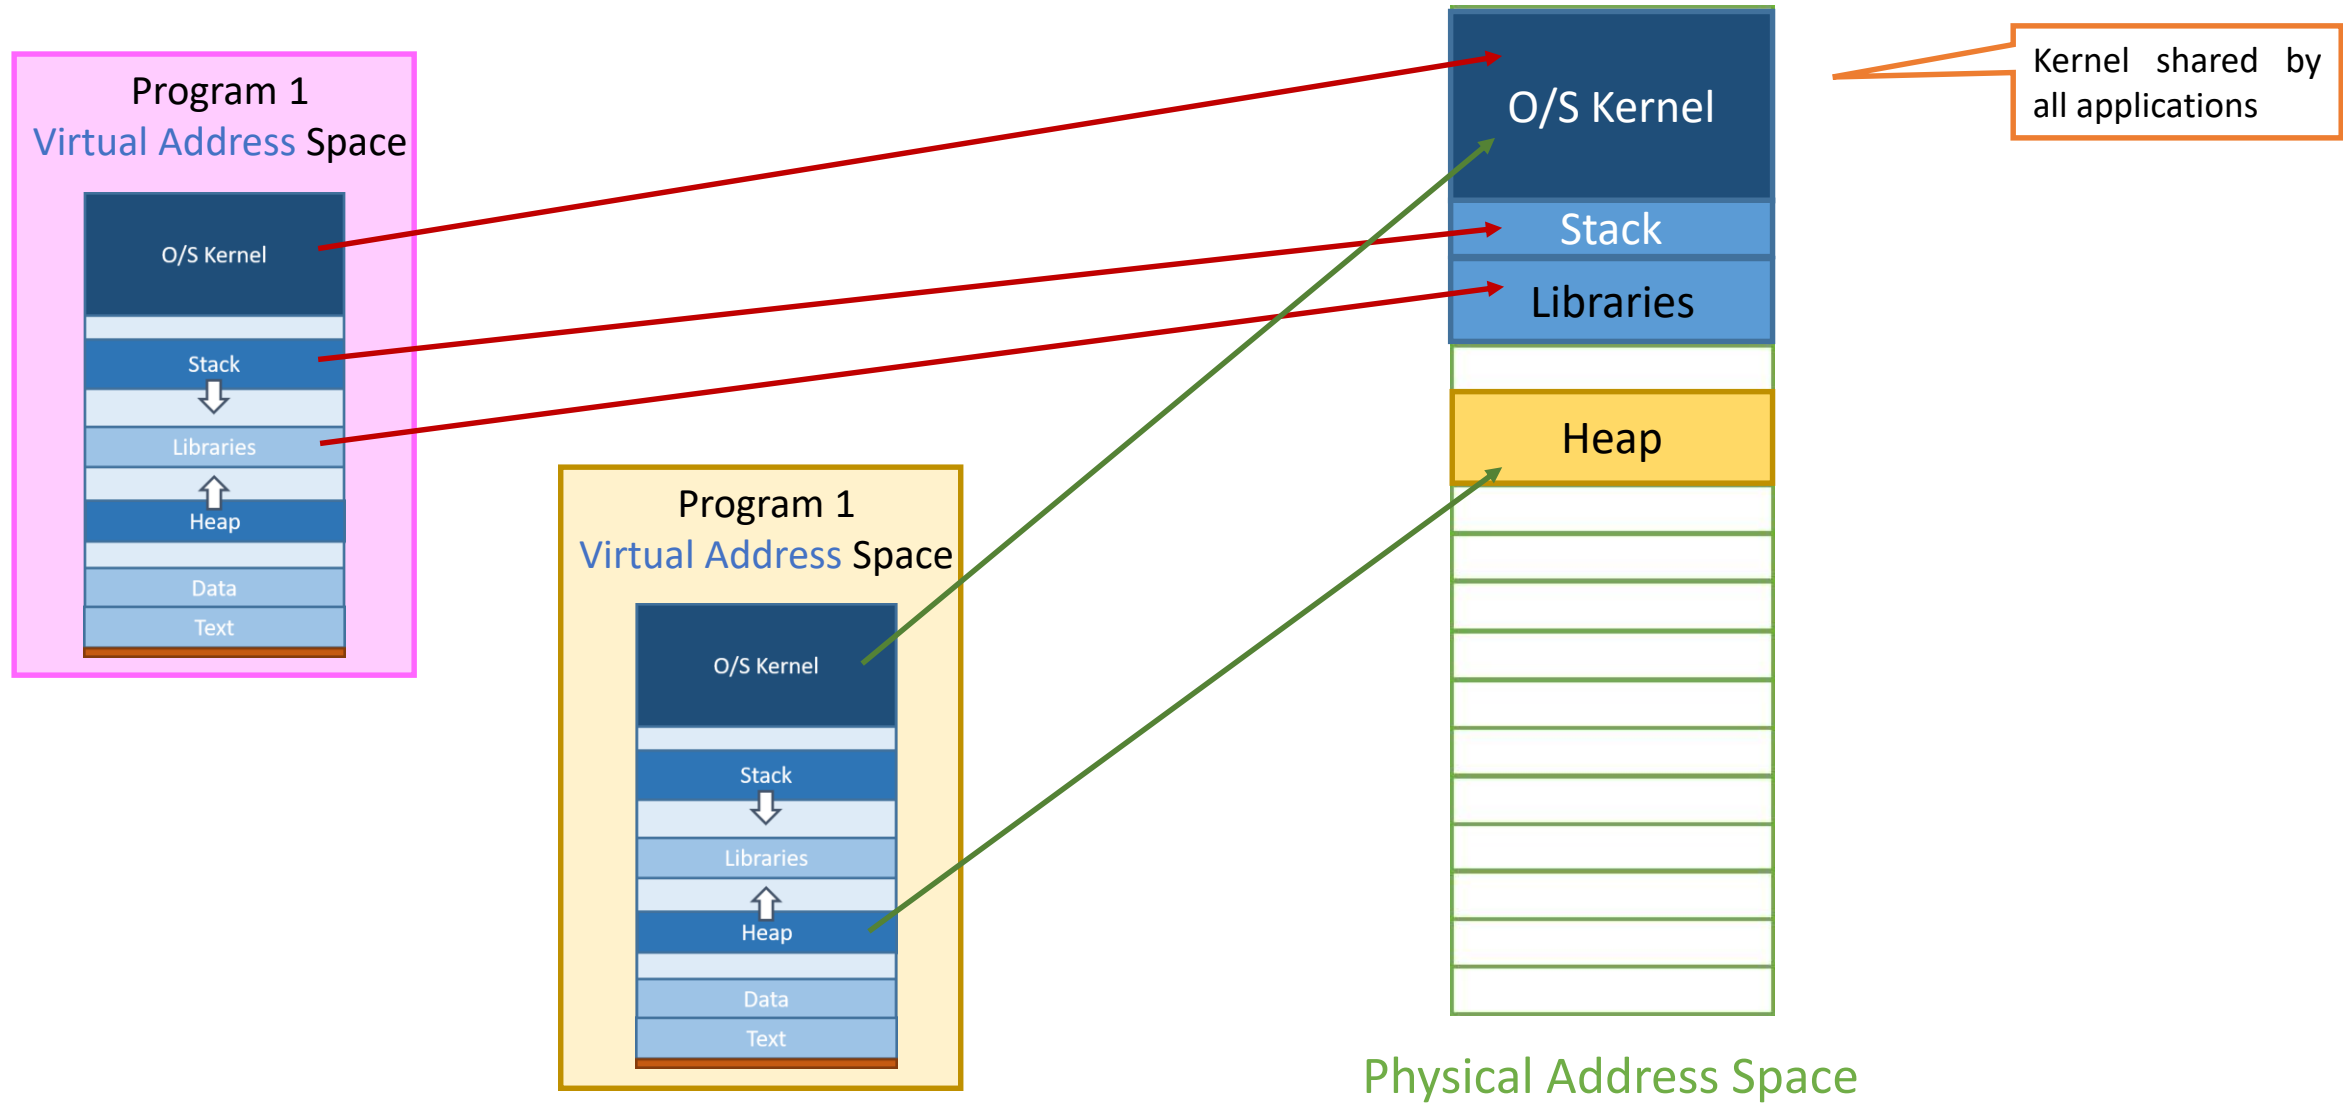 Program 1
Virtual Address Space
O/S Kernel
Stack
Libraries
Heap
Data
Text
Program 1
Virtual Address Space
O/S Kernel
Stack
Libraries
Heap
Data
Text
O/S Kernel
Stack
Libraries
Heap
Physical Address Space
Kernel shared by
all applications